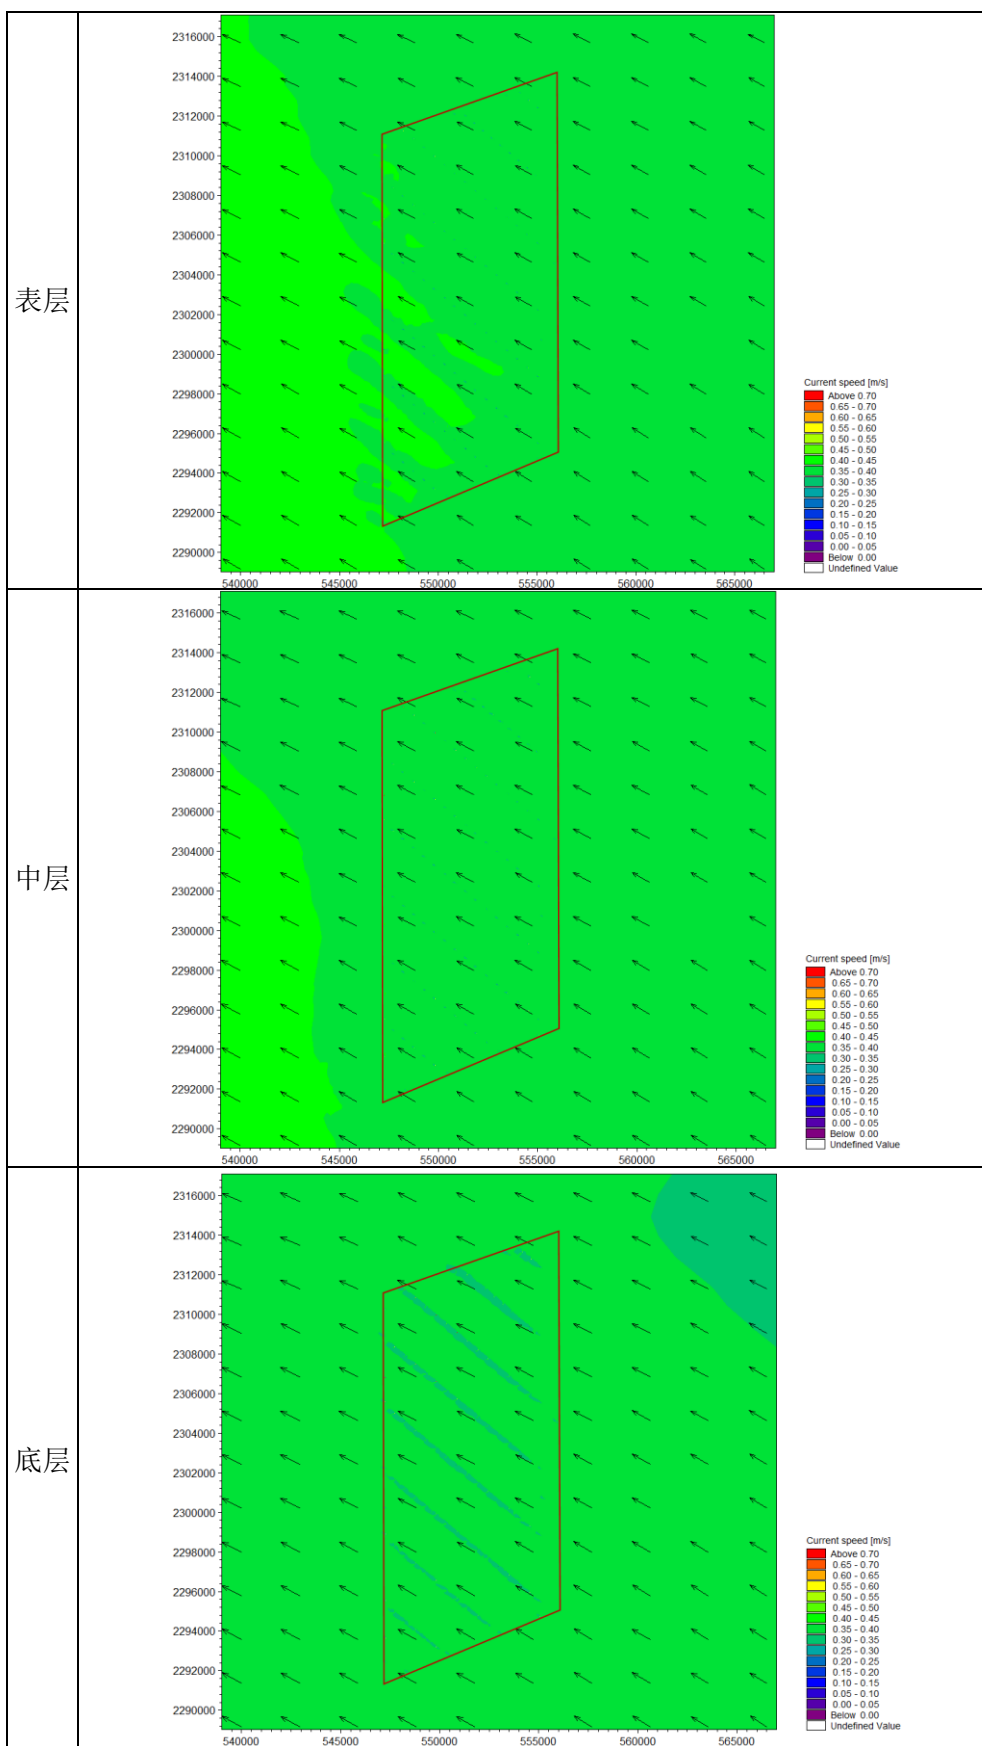 表层
2316000
2314000
2312000
2310000
2308000
2306000
2304000
2302000
2300000
2298000
2296000
2294000
2292000
2290000
540000 545000 550000 555000 560000 565000
Current speed [m/s]
Above 0.70
0.65 - 0.70
0.60 - 0.65
0.55 - 0.60
0.50 - 0.55
0.45 - 0.50
0.40 - 0.45
0.35 - 0.40
0.30 - 0.35
0.25 - 0.30
0.20 - 0.25
0.15 - 0.20
0.10 - 0.15
0.05 - 0.10
0.00 - 0.05
Below 0.00
Undefined Value
中层
2316000
2314000
2312000
2310000
2308000
2306000
2304000
2302000
2300000
2298000
2296000
2294000
2292000
2290000
540000 545000 550000 555000 560000 565000
Current speed [m/s]
Above 0.70
0.65 - 0.70
0.60 - 0.65
0.55 - 0.60
0.50 - 0.55
0.45 - 0.50
0.40 - 0.45
0.35 - 0.40
0.30 - 0.35
0.25 - 0.30
0.20 - 0.25
0.15 - 0.20
0.10 - 0.15
0.05 - 0.10
0.00 - 0.05
Below 0.00
Undefined Value
底层
2316000
2314000
2312000
2310000
2308000
2306000
2304000
2302000
2300000
2298000
2296000
2294000
2292000
2290000
540000 545000 550000 555000 560000 565000
Current speed [m/s]
Above 0.70
0.65 - 0.70
0.60 - 0.65
0.55 - 0.60
0.50 - 0.55
0.45 - 0.50
0.40 - 0.45
0.35 - 0.40
0.30 - 0.35
0.25 - 0.30
0.20 - 0.25
0.15 - 0.20
0.10 - 0.15
0.05 - 0.10
0.00 - 0.05
Below 0.00
Undefined Value